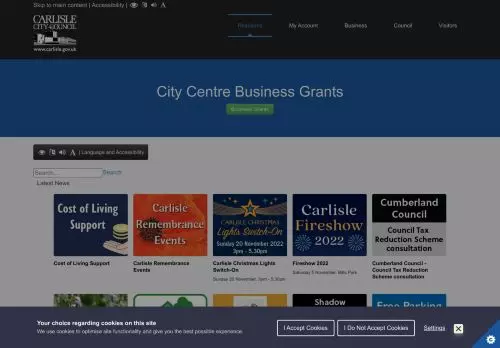 Skip to main content | Accessibility |
CARLISLE
CITY COUNCIL
www.carlisle.gov.uk
Residents
My Account
Business
Council
Visitors
City Centre Business Grants
Business Grants
| Language and Accessibility
Search...
Search
Latest News
Cost of Living
Support
Carlisle
Remembrance
Events
CARLISLE CHRISTMAS
Lights Switch-On
Sunday 20 November 2022
3pm - 5.30pm
Carlisle
Fireshow
2022
Cumberland
Council
Council Tax
Reduction Scheme
consultation
Cost of Living Support
Carlisle Remembrance
Events
Carlisle Christmas Lights
Switch-On
Sunday 20 November, 3pm - 5.30pm
Fireshow 2022
Saturday 5 November, Bitts Park
Cumberland Council -
Council Tax Reduction
Scheme consultation
Shadow
Free Parking
Your choice regarding cookies on this site
We use cookies to optimise site functionality and give you the best possible experience.
I Accept Cookies
I Do Not Accept Cookies
Settings